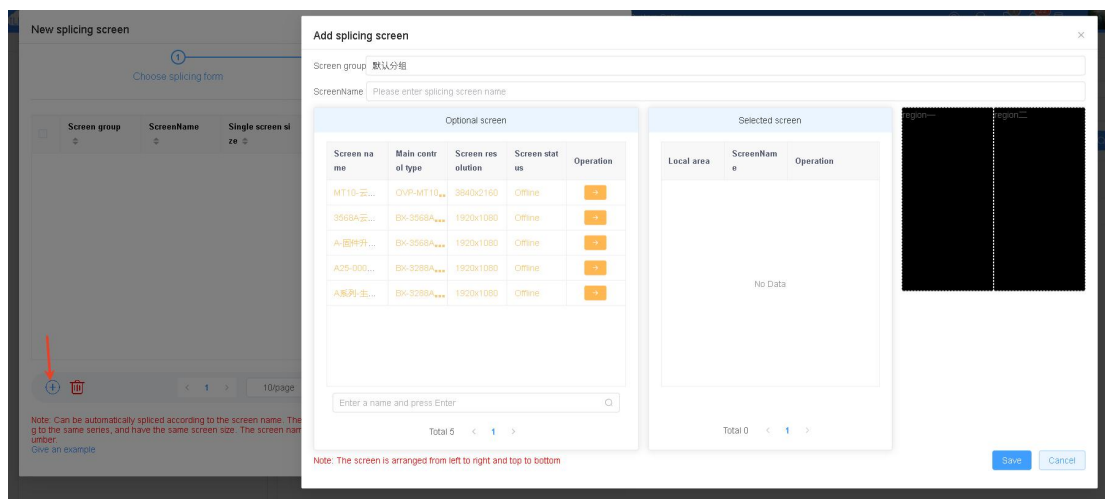 New splicing screen
1
Choose splicing form
Screen group
ScreenName
Single screen si
ze
< 1 > 10/page
Note: Can be automatically spliced according to the screen name. The
g to the same series, and have the same screen size. The screen nam
umber.
Give an example
Add splicing screen
Screen group 默认分组
ScreenName Please enter splicing screen name
Optional screen
Screen na
me
Main contr
ol type
Screen res
olution
Screen stat
us
Operation
MT10-云... OVP-MT10... 3840x2160 Offline
3568A云... BX-3568A... 1920x1080 Offline
A-固件升... BX-3568A... 1920x1080 Offline
A25-000... BX-3288A... 1920x1080 Offline
A系列-主... BX-3288A... 1920x1080 Offline
Enter a name and press Enter
Total 5 < 1 >
Selected screen
Local area
ScreenNam
e
Operation
No Data
Total 0 < 1 >
region一
region二
Note: The screen is arranged from left to right and top to bottom
Save
Cancel